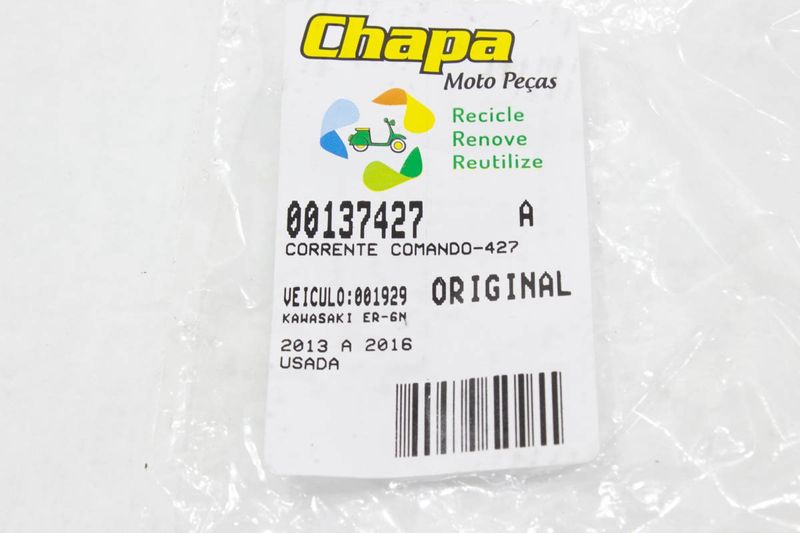 Chapa
Moto Peças
Recicle
Renove
Reutilize
00137427 A
CORRENTE COMANDO-427
VEICULO:001929 ORIGINAL
KAWASAKI ER-6N
2013 A 2016
USADA